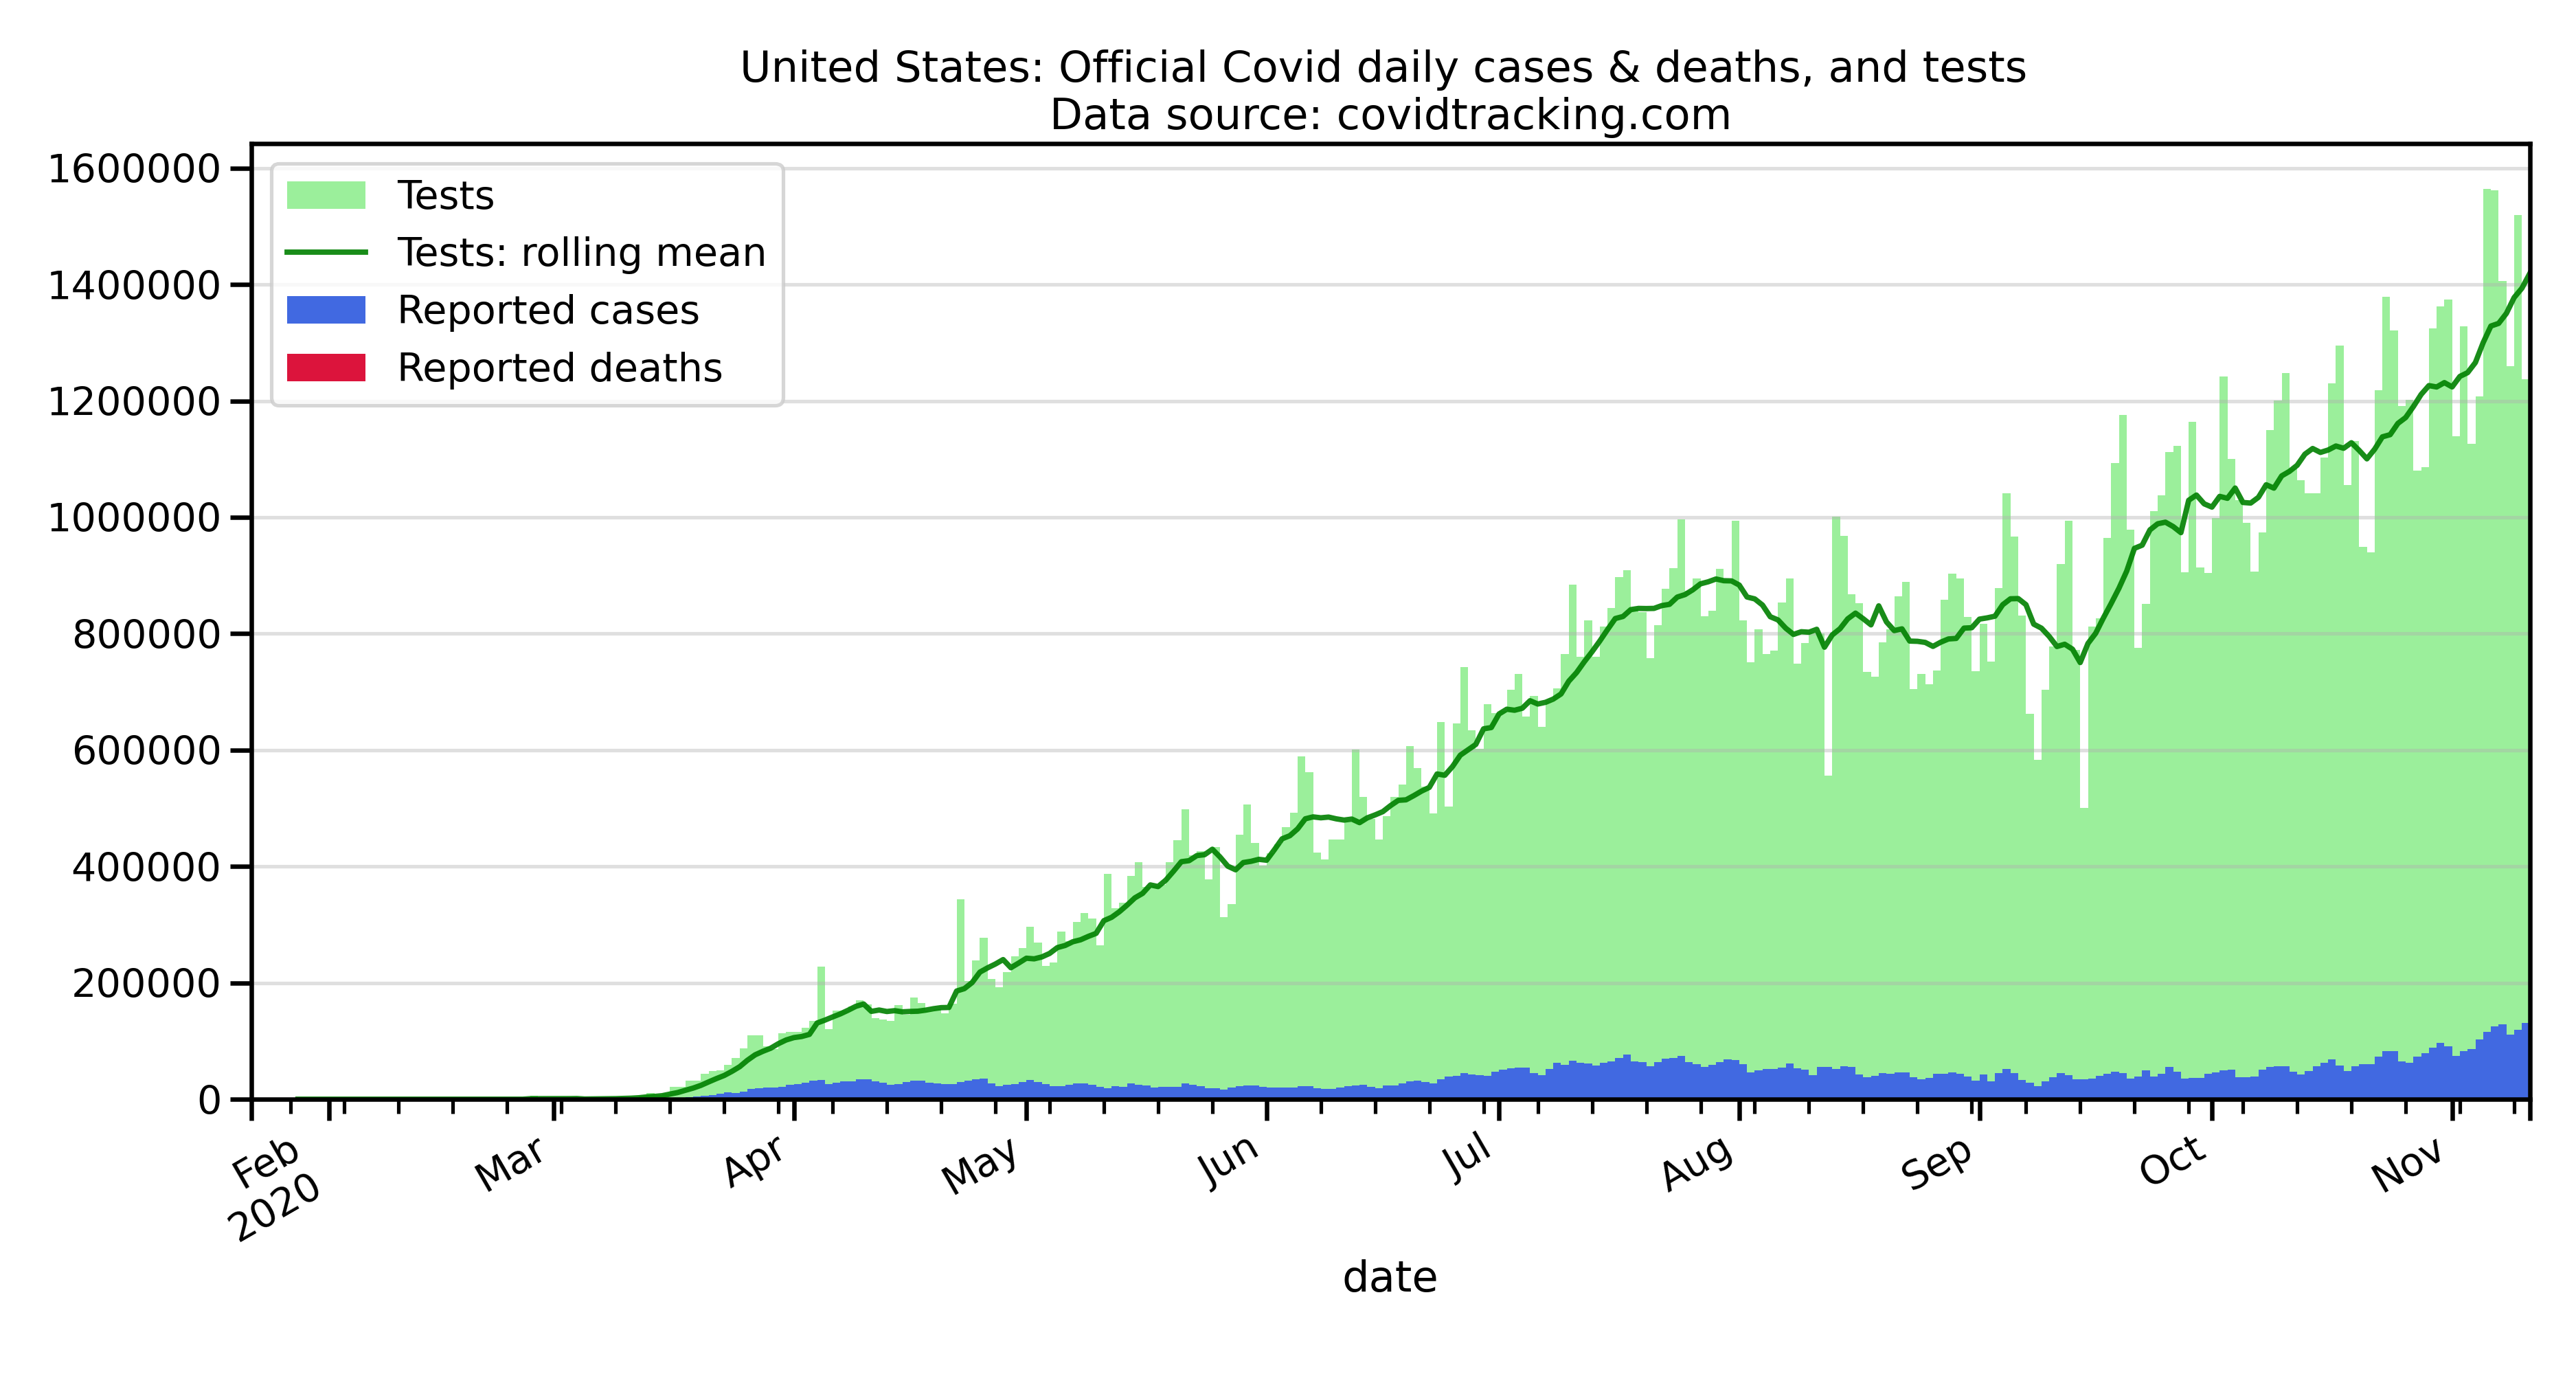 United States: Official Covid daily cases & deaths, and tests
Data source: covidtracking.com
1600000
1400000
1200000
1000000
800000
600000
400000
200000
0
Tests
Tests: rolling mean
Reported cases
Reported deaths
Feb
2020
Mar
Apr
May
Jun
Jul
Aug
Sep
Oct
Nov
date